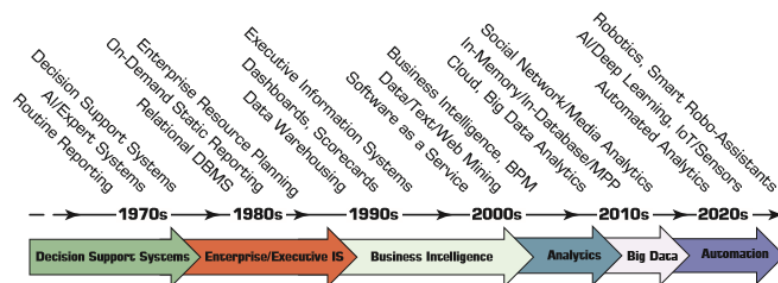 Routine Reporting
AI/Expert Systems
Decision Support Systems
Relational DBMS
On-Demand Static Reporting
Enterprise Resource Planning
Data Warehousing
Dashboards, Scorecards
Executive Information Systems
Software as a Service
Data/Text/Web Mining
Business Intelligence, BPM
Cloud, Big Data Analytics
In-Memory/In-Database/MPP
Social Network/Media Analytics
Automated Analytics
AI/Deep Learning, IoT/Sensors
Robotics, Smart Robo-Assistants
1970s 1980s 1990s 2000s 2010s 2020s
Decision Support Systems Enterprise/Executive IS Business Intelligence Analytics Big Data Automation